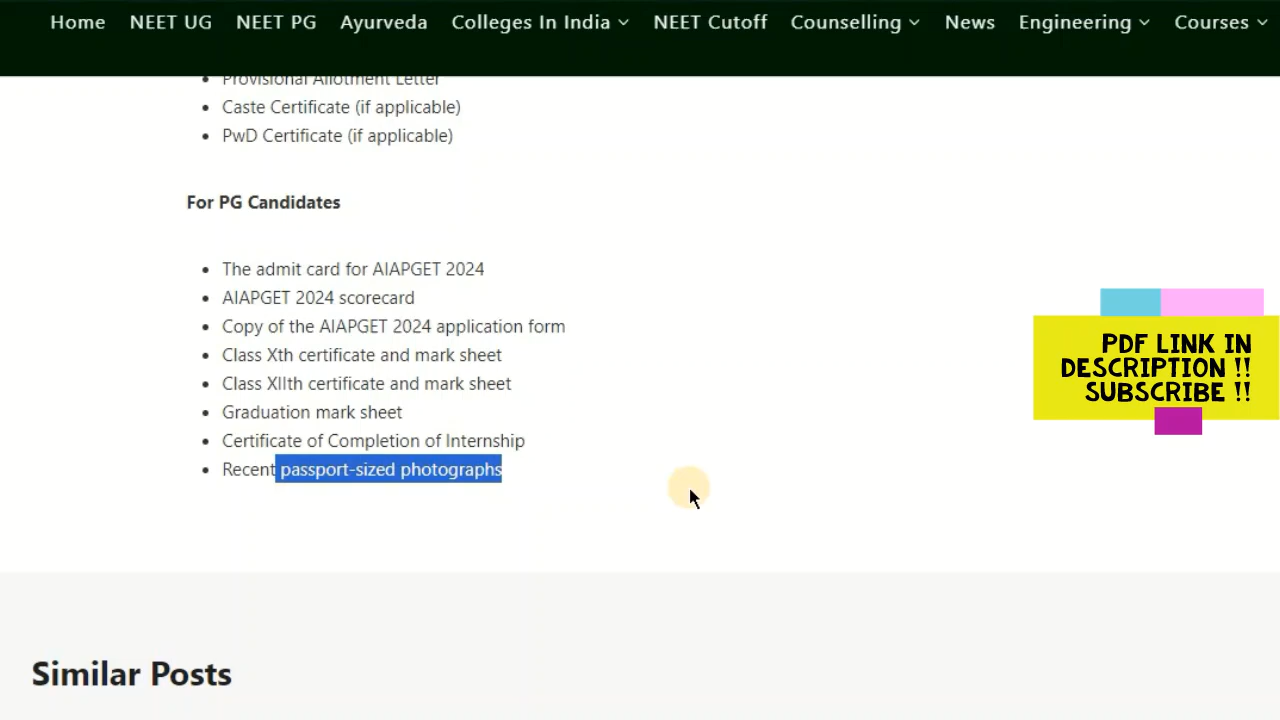 Home NEET UG NEET PG Ayurveda Colleges In India NEET Cutoff Counselling News Engineering Courses
Provisional Allotment Letter
Caste Certificate (if applicable)
PwD Certificate (if applicable)
For PG Candidates
The admit card for AIAPGET 2024
AIAPGET 2024 scorecard
Copy of the AIAPGET 2024 application form
Class Xth certificate and mark sheet
Class XIIth certificate and mark sheet
Graduation mark sheet
Certificate of Completion of Internship
Recent passport-sized photographs
PDF LINK IN
DESCRIPTION !!
SUBSCRIBE !!
Similar Posts